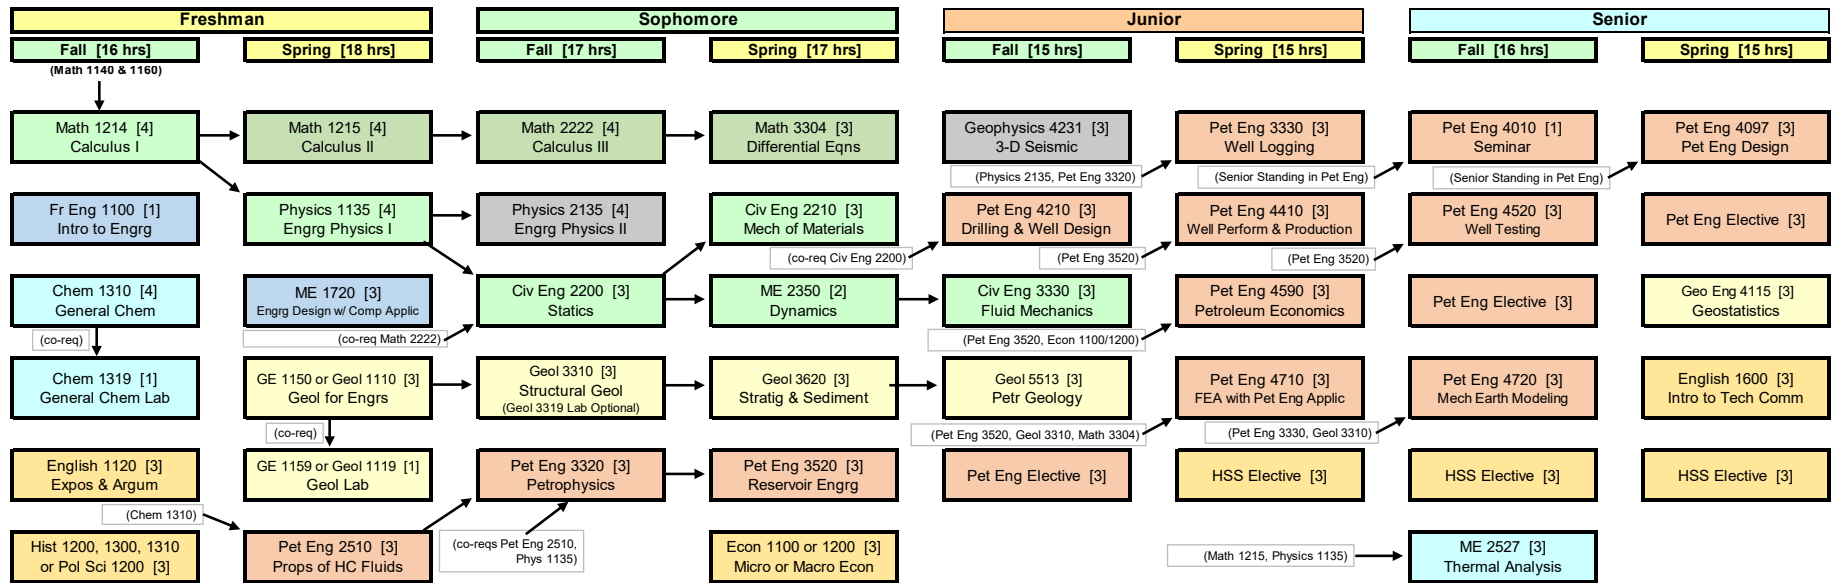 Freshman
Sophomore
Junior
Senior
Fall [16 hrs]
Spring [18 hrs]
Fall [17 hrs]
Spring [17 hrs]
Fall [15 hrs]
Spring [15 hrs]
Fall [16 hrs]
Spring [15 hrs]
(Math 1140 & 1160)
Math 1214 [4]
Calculus I
Math 1215 [4]
Calculus II
Math 2222 [4]
Calculus III
Math 3304 [3]
Differential Eqns
Geophysics 4231 [3]
3-D Seismic
Pet Eng 3330 [3]
Well Logging
Pet Eng 4010 [1]
Seminar
Pet Eng 4097 [3]
Pet Eng Design
(Physics 2135, Pet Eng 3320)
(Senior Standing in Pet Eng)
(Senior Standing in Pet Eng)
Fr Eng 1100 [1]
Intro to Engrg
Physics 1135 [4]
Engrg Physics I
Physics 2135 [4]
Engrg Physics II
Civ Eng 2210 [3]
Mech of Materials
Pet Eng 4210 [3]
Drilling & Well Design
Pet Eng 4410 [3]
Well Perform & Production
Pet Eng 4520 [3]
Well Testing
Pet Eng Elective [3]
(co-req Civ Eng 2200)
(Pet Eng 3520)
(Pet Eng 3520)
Chem 1310 [4]
General Chem
ME 1720 [3]
Engrg Design w/ Comp Applic
Civ Eng 2200 [3]
Statics
ME 2350 [2]
Dynamics
Civ Eng 3330 [3]
Fluid Mechanics
Pet Eng 4590 [3]
Petroleum Economics
Pet Eng Elective [3]
Geo Eng 4115 [3]
Geostatistics
(co-req)
(co-req Math 2222)
(Pet Eng 3520, Econ 1100/1200)
Chem 1319 [1]
General Chem Lab
GE 1150 or Geol 1110 [3]
Geol for Engrs
Geol 3310 [3]
Structural Geol
(Geol 3319 Lab Optional)
Geol 3620 [3]
Stratig & Sediment
Geol 5513 [3]
Petr Geology
Pet Eng 4710 [3]
FEA with Pet Eng Applic
Pet Eng 4720 [3]
Mech Earth Modeling
English 1600 [3]
Intro to Tech Comm
(co-req)
(Pet Eng 3520, Geol 3310, Math 3304)
(Pet Eng 3330, Geol 3310)
English 1120 [3]
Expos & Argum
GE 1159 or Geol 1119 [1]
Geol Lab
Pet Eng 3320 [3]
Petrophysics
Pet Eng 3520 [3]
Reservoir Engrg
Pet Eng Elective [3]
HSS Elective [3]
HSS Elective [3]
HSS Elective [3]
(Chem 1310)
(co-reqs Pet Eng 2510,
Phys 1135)
Hist 1200, 1300, 1310
or Pol Sci 1200 [3]
Pet Eng 2510 [3]
Props of HC Fluids
Econ 1100 or 1200 [3]
Micro or Macro Econ
(Math 1215, Physics 1135)
ME 2527 [3]
Thermal Analysis